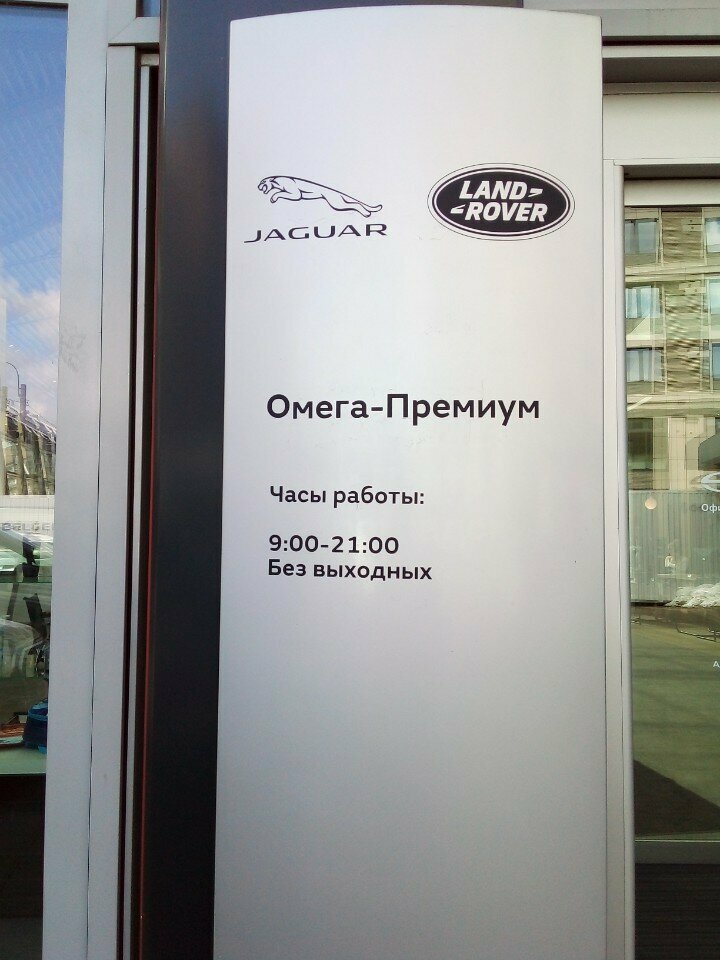 JAGUAR
LAND-
-ROVER
Омега-Премиум
Часы работы:
9:00-21:00
Без выходных